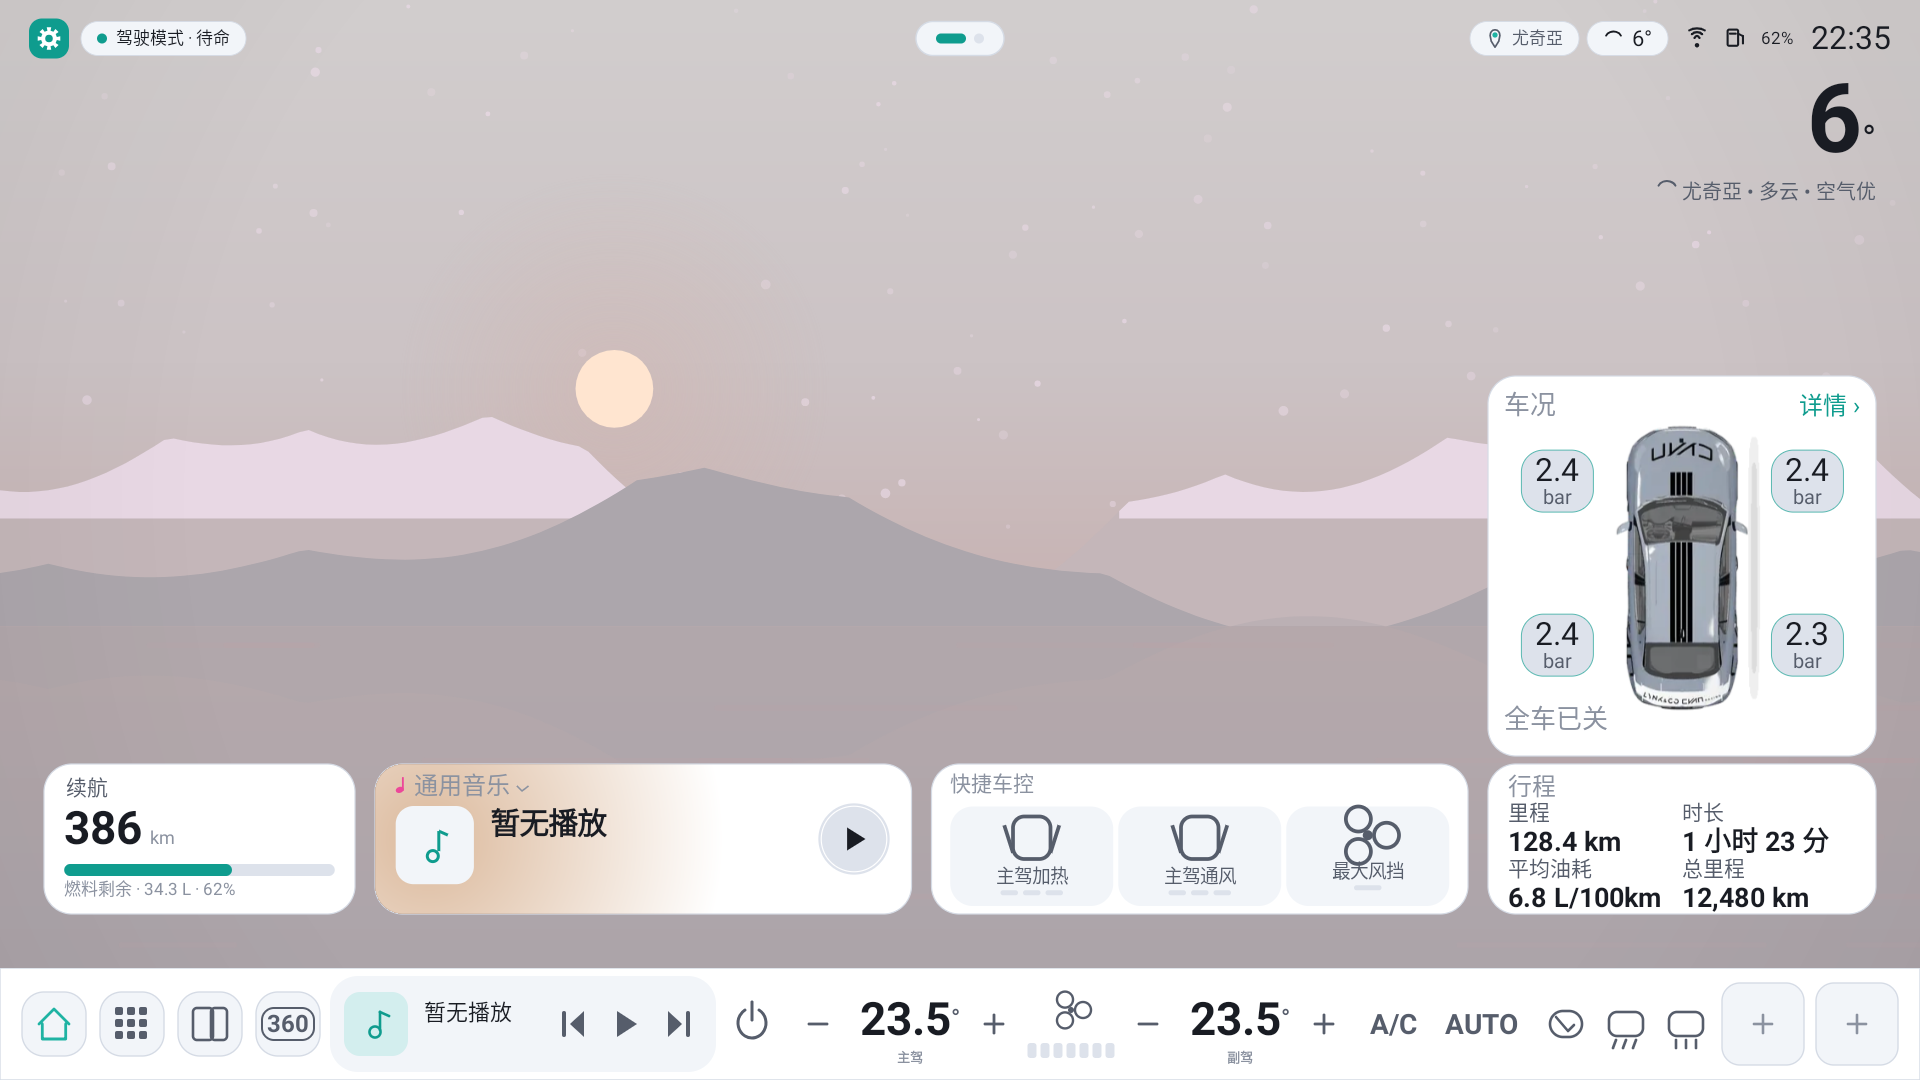 驾驶模式 · 待命
尤奇亞
6°
62%
22:35
6°
尤奇亞 • 多云 • 空气优
车况
详情 ›
2.4
bar
2.4
bar
2.4
bar
2.3
bar
全车已关
续航
386 km
燃料剩余 · 34.3 L · 62%
通用音乐
暂无播放
快捷车控
主驾加热
主驾通风
最大风挡
行程
里程
128.4 km
时长
1 小时 23 分
平均油耗
6.8 L/100km
总里程
12,480 km
360
暂无播放
23.5°
主驾
23.5°
副驾
A/C
AUTO